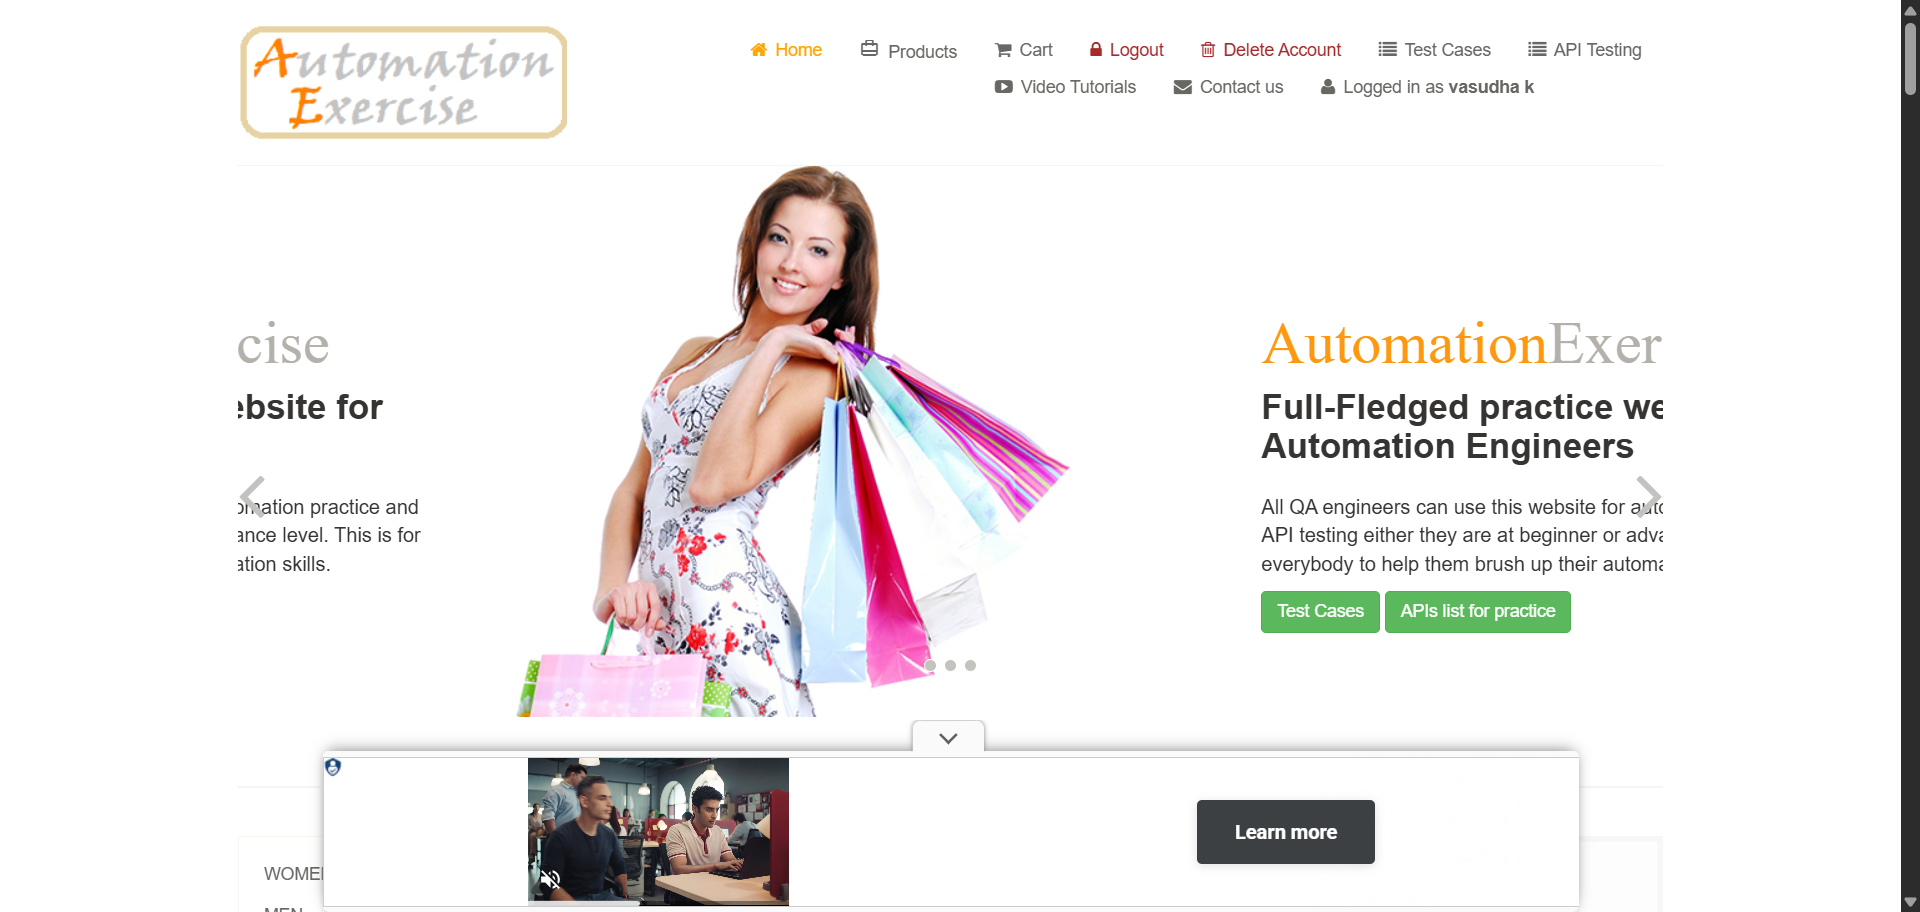 Automation
Exercise
Home Products Cart Logout Delete Account Test Cases API Testing
Video Tutorials Contact us Logged in as vasudha k
cise
ebsite for
omation practice and
ance level. This is for
ation skills.
AutomationExer
Full-Fledged practice we
Automation Engineers
All QA engineers can use this website for auto
API testing either they are at beginner or adva
everybody to help them brush up their automa
Test Cases APIs list for practice
Learn more
WOME
MEN